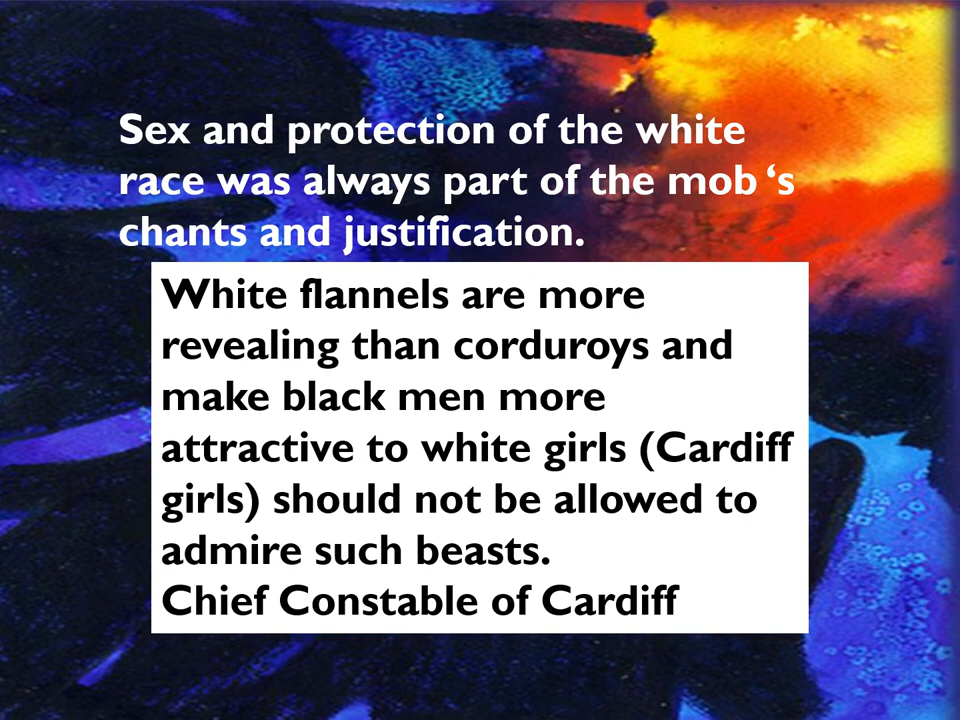 Sex and protection of the white
race was always part of the mob ‘s
chants and justification.
White flannels are more
revealing than corduroys and
make black men more
attractive to white girls (Cardiff
girls) should not be allowed to
admire such beasts.
Chief Constable of Cardiff